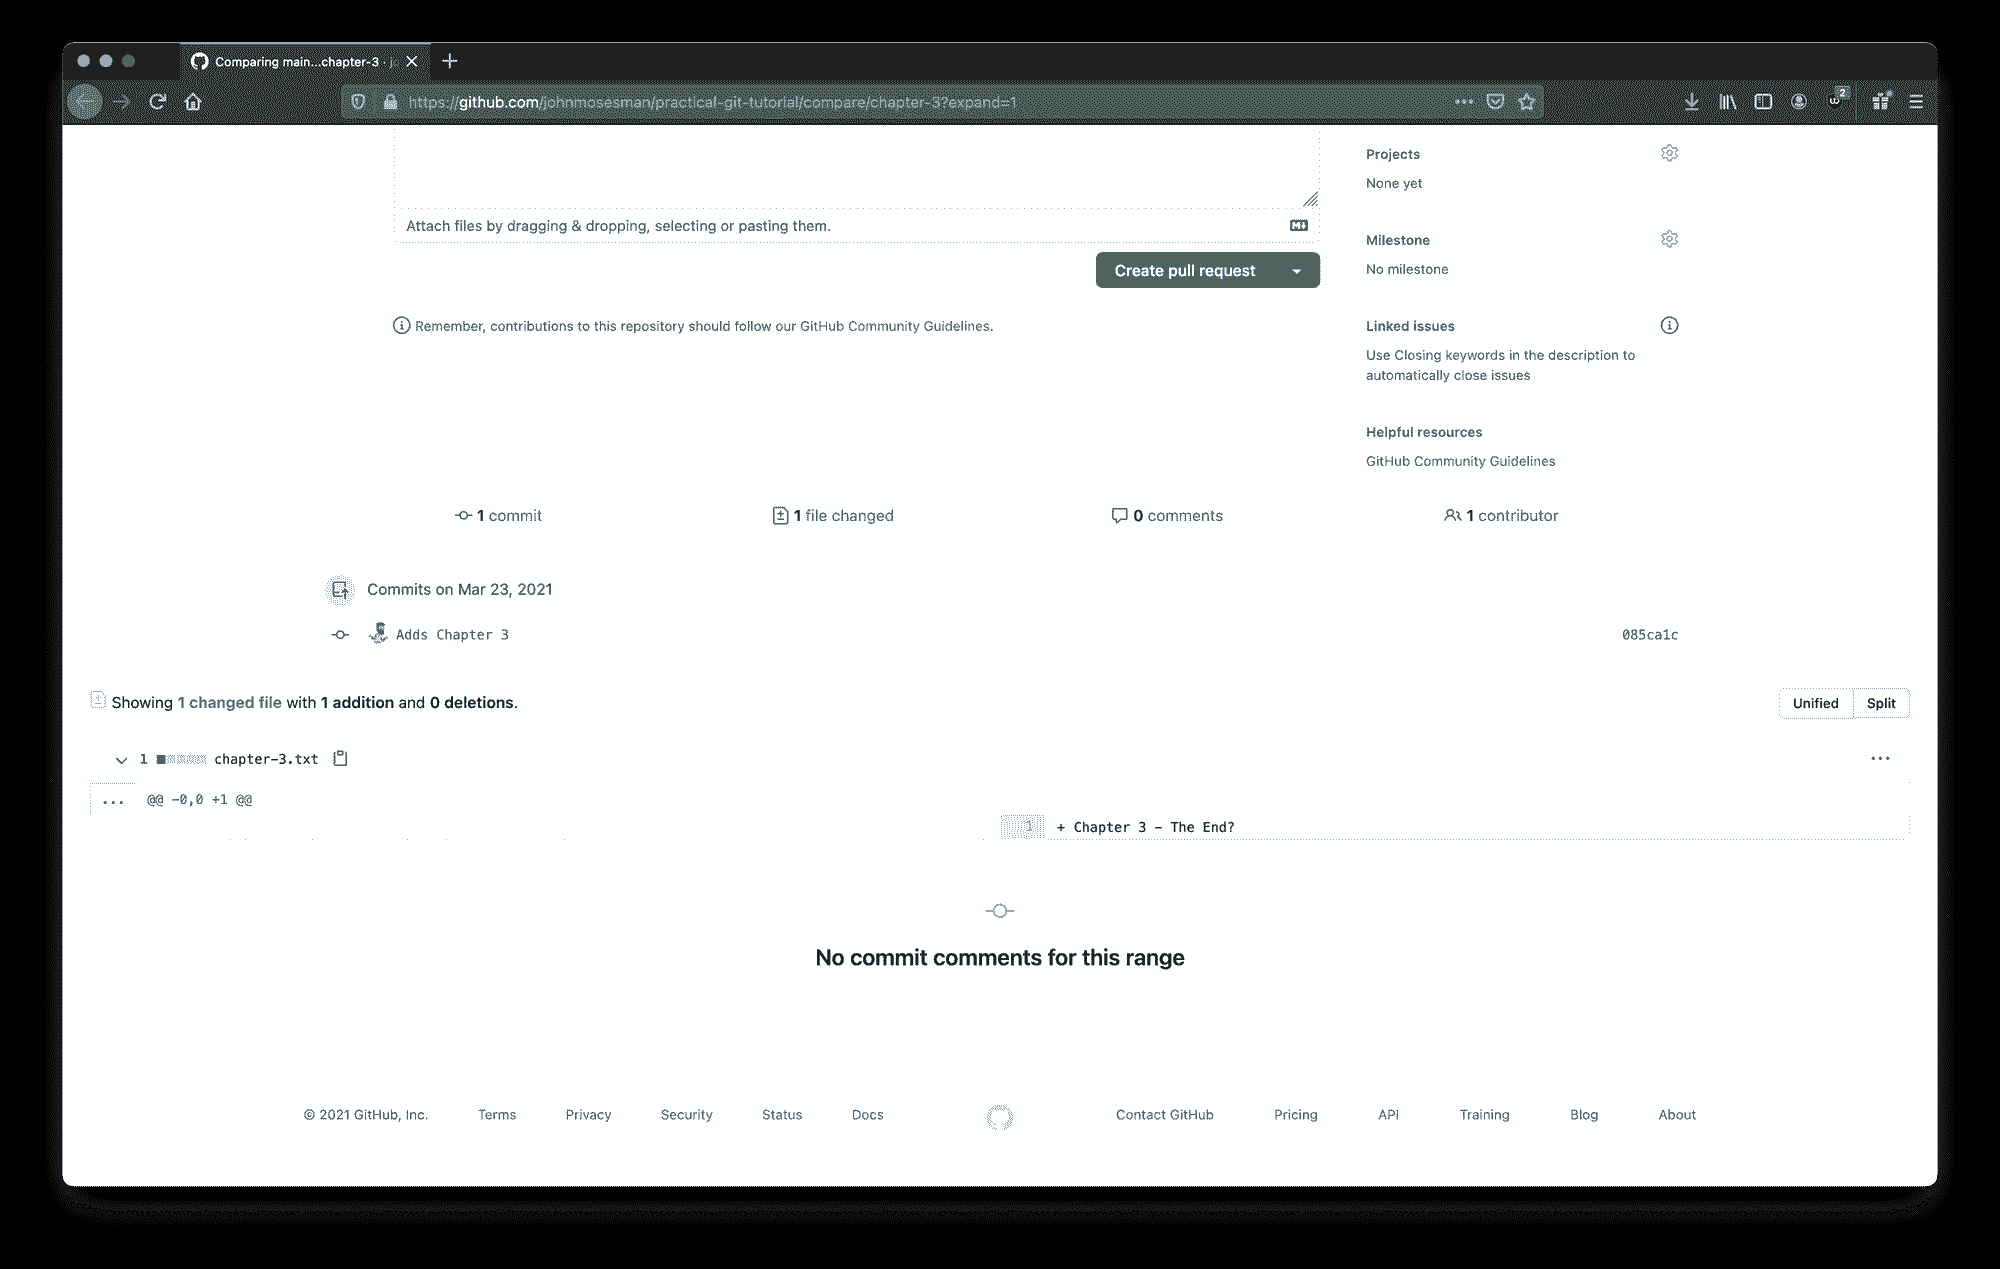 Comparing main...chapter-3 · j
https://github.com/johnmosesman/practical-git-tutorial/compare/chapter-3?expand=1
2
Projects
None yet
Attach files by dragging & dropping, selecting or pasting them.
Milestone
No milestone
Create pull request
Remember, contributions to this repository should follow our GitHub Community Guidelines.
Linked issues
Use Closing keywords in the description to
automatically close issues
Helpful resources
GitHub Community Guidelines
1 commit
1 file changed
0 comments
1 contributor
Commits on Mar 23, 2021
Adds Chapter 3
085ca1c
Showing 1 changed file with 1 addition and 0 deletions.
Unified
Split
1 chapter-3.txt
...
... @@ -0,0 +1 @@
1 + Chapter 3 - The End?
No commit comments for this range
© 2021 GitHub, Inc.
Terms
Privacy
Security
Status
Docs
Contact GitHub
Pricing
API
Training
Blog
About